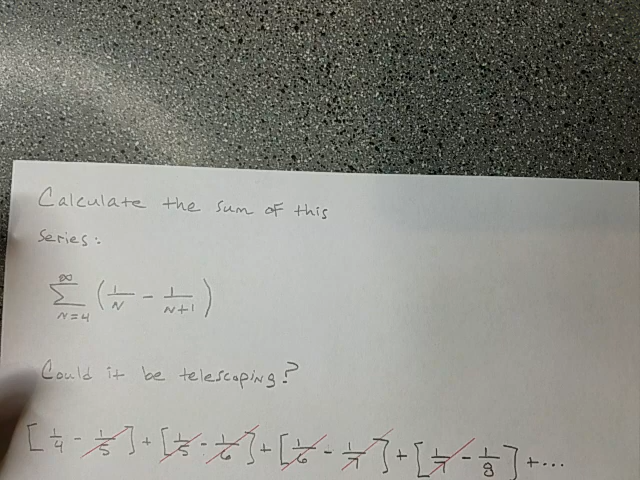 Calculate the sum of this
series:
∞
Σ (1/N - 1/N+1)
N=4
Could it be telescoping?
[1/4 - 1/5] + [1/5 - 1/6] + [1/6 - 1/7] + [1/7 - 1/8] + ...